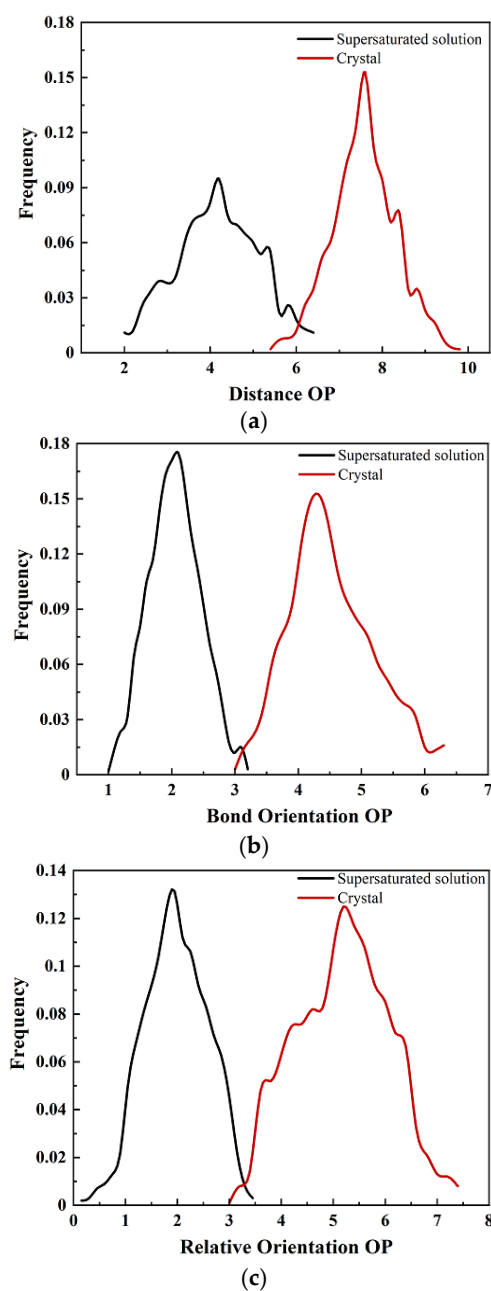 0.18
0.15
0.12
0.09
0.06
0.03
0
Frequency
Supersaturated solution
Crystal
2 4 6 8 10
Distance OP
(a)
0.18
0.15
0.12
0.09
0.06
0.03
0
Frequency
Supersaturated solution
Crystal
1 2 3 4 5 6 7
Bond Orientation OP
(b)
0.14
0.12
0.1
0.08
0.06
0.04
0.02
0
Frequency
Supersaturated solution
Crystal
0 1 2 3 4 5 6 7 8
Relative Orientation OP
(c)